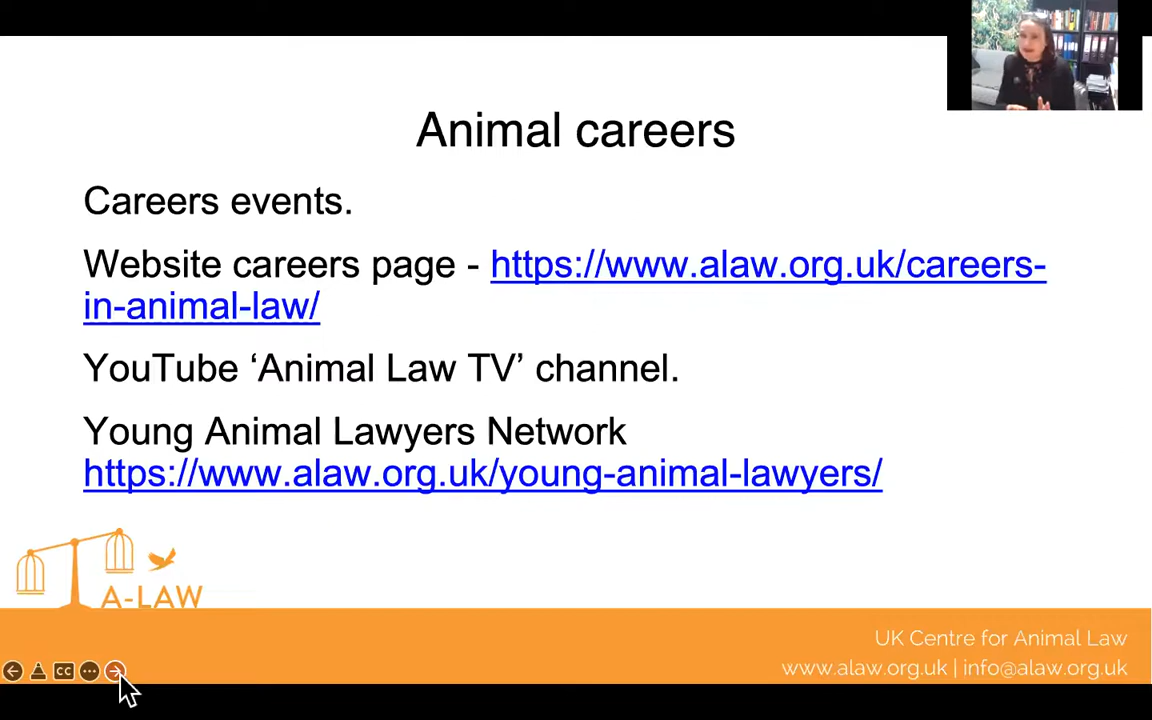 Animal careers
Careers events.
Website careers page - https://www.alaw.org.uk/careers-
in-animal-law/
YouTube ‘Animal Law TV’ channel.
Young Animal Lawyers Network
https://www.alaw.org.uk/young-animal-lawyers/
A-LAW
UK Centre for Animal Law
www.alaw.org.uk | info@alaw.org.uk
CC